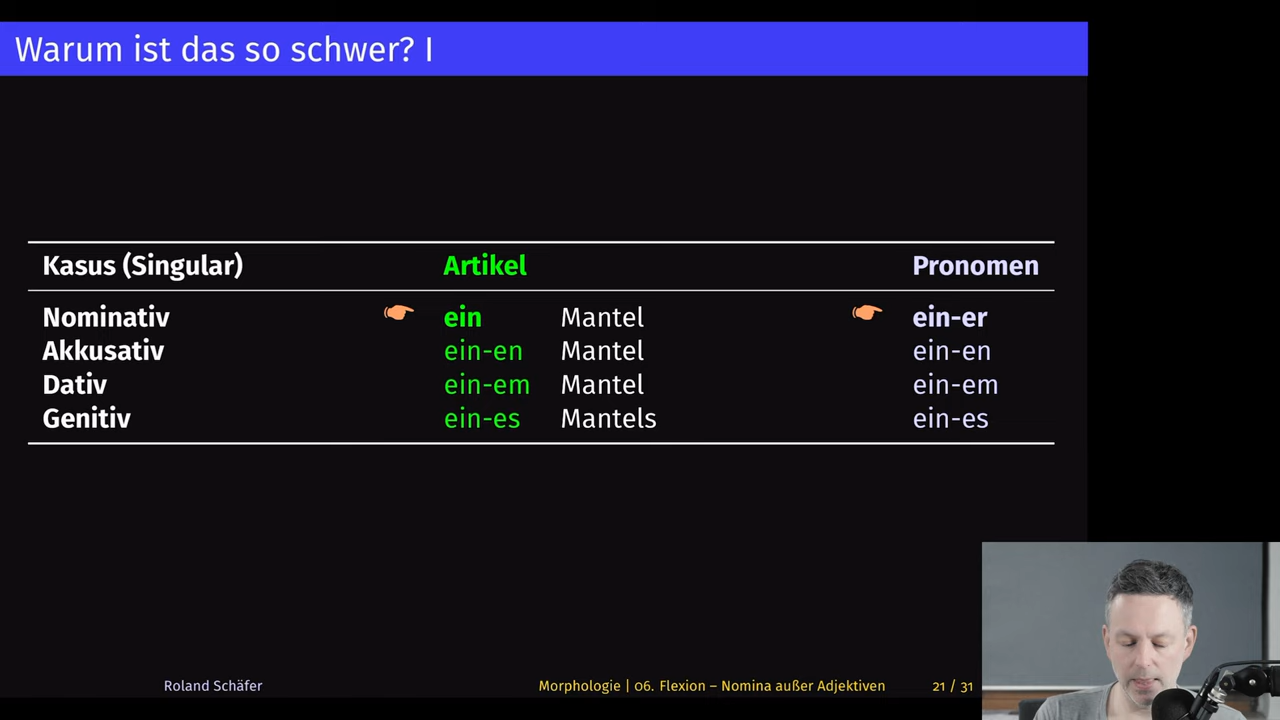 Warum ist das so schwer? I
Kasus (Singular) Artikel Pronomen
Nominativ ein Mantel ein-er
Akkusativ ein-en Mantel ein-en
Dativ ein-em Mantel ein-em
Genitiv ein-es Mantels ein-es
Roland Schäfer Morphologie | 06. Flexion – Nomina außer Adjektiven 21 / 31